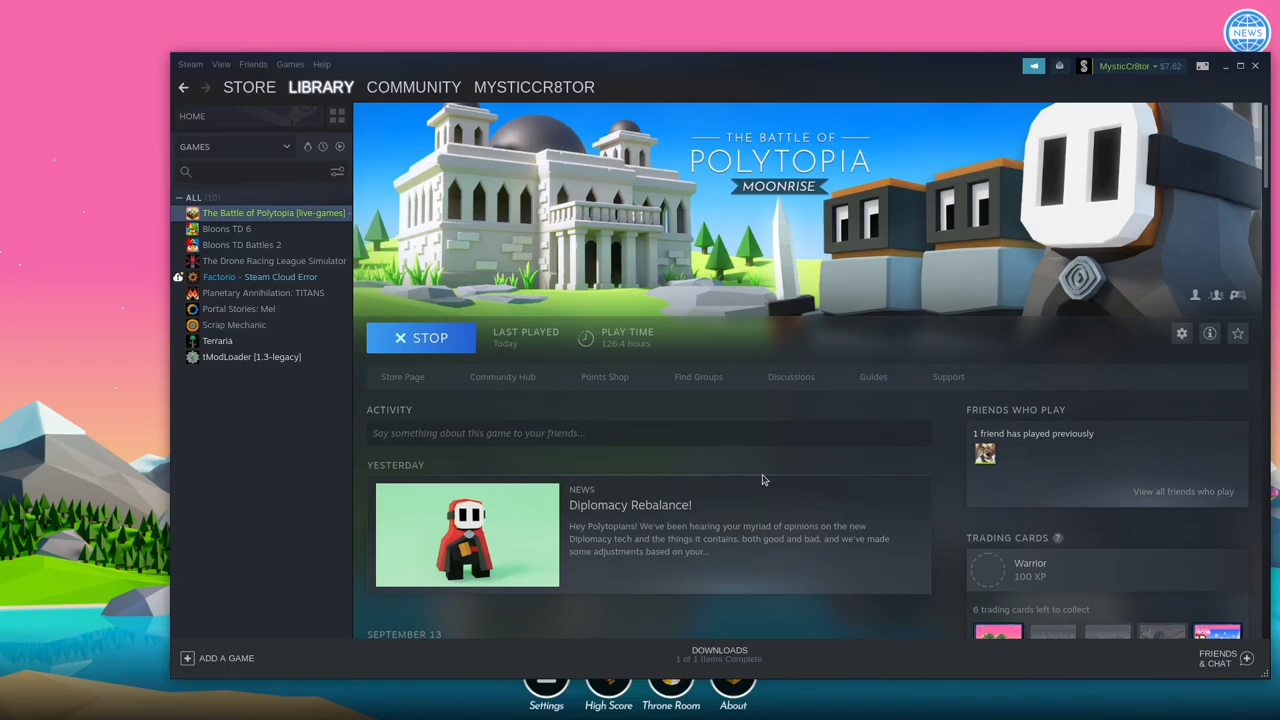 NEWS
Steam View Friends Games Help
MysticCr8tor $7.62
STORE LIBRARY COMMUNITY MYSTICCR8TOR
HOME
GAMES
ALL (10)
The Battle of Polytopia [live-games] -
Bloons TD 6
Bloons TD Battles 2
The Drone Racing League Simulator
Factorio - Steam Cloud Error
Planetary Annihilation: TITANS
Portal Stories: Mel
Scrap Mechanic
Terraria
tModLoader [1.3-legacy]
THE BATTLE OF
POLYTOPIA
MOONRISE
STOP
LAST PLAYED
Today
PLAY TIME
126.4 hours
Store Page Community Hub Points Shop Find Groups Discussions Guides Support
ACTIVITY
Say something about this game to your friends...
YESTERDAY
NEWS
Diplomacy Rebalance!
Hey Polytopians! We've been hearing your myriad of opinions on the new
Diplomacy tech and the things it contains, both good and bad, and we've made
some adjustments based on your...
SEPTEMBER 13
FRIENDS WHO PLAY
1 friend has played previously
View all friends who play
TRADING CARDS ?
Warrior
100 XP
6 trading cards left to collect
ADD A GAME
DOWNLOADS
1 of 1 Items Complete
FRIENDS
& CHAT
Settings High Score Throne Room About